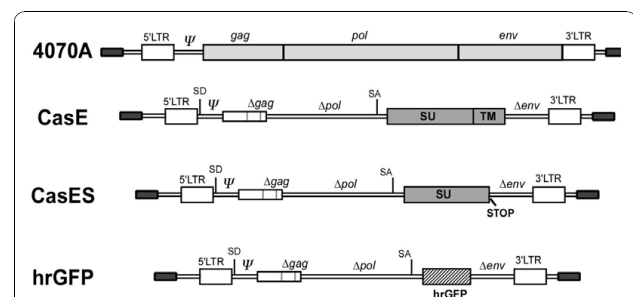 5'LTR Ψ gag pol env 3'LTR
4070A
5'LTR SD Ψ Δgag Δpol SA Δenv 3'LTR
CasE SU TM
5'LTR SD Ψ Δgag Δpol SA Δenv 3'LTR
CasES SU
STOP
5'LTR SD Ψ Δgag Δpol SA Δenv 3'LTR
hrGFP
hrGFP